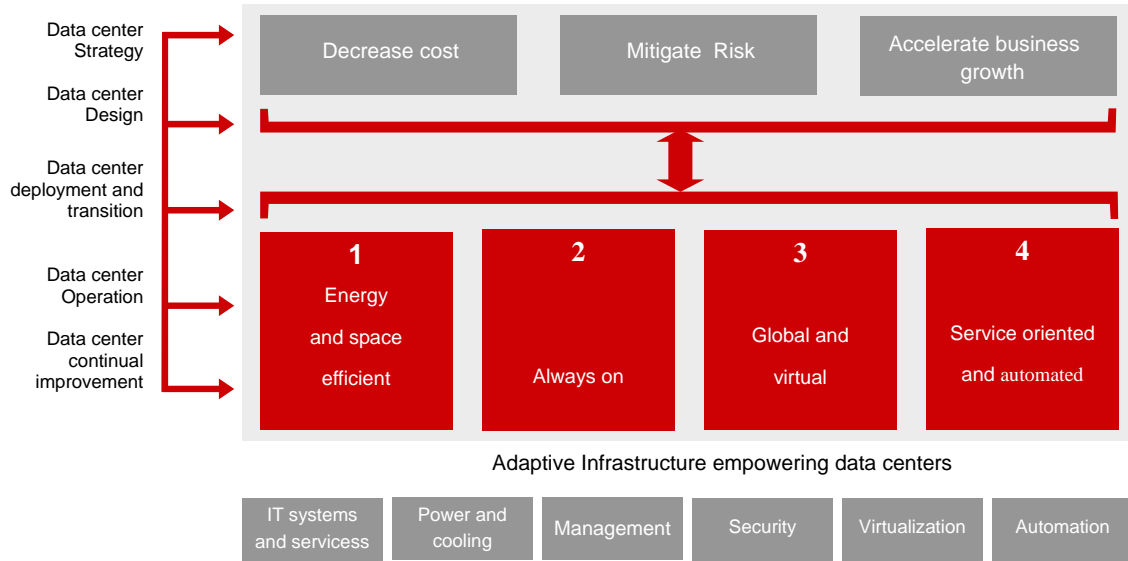 Data center
Strategy
Data center
Design
Data center
deployment and
transition
Data center
Operation
Data center
continual
improvement
Decrease cost
Mitigate Risk
Accelerate business
growth
1
Energy
and space
efficient
2
Always on
3
Global and
virtual
4
Service oriented
and automated
Adaptive Infrastructure empowering data centers
IT systems
and servicess
Power and
cooling
Management
Security
Virtualization
Automation